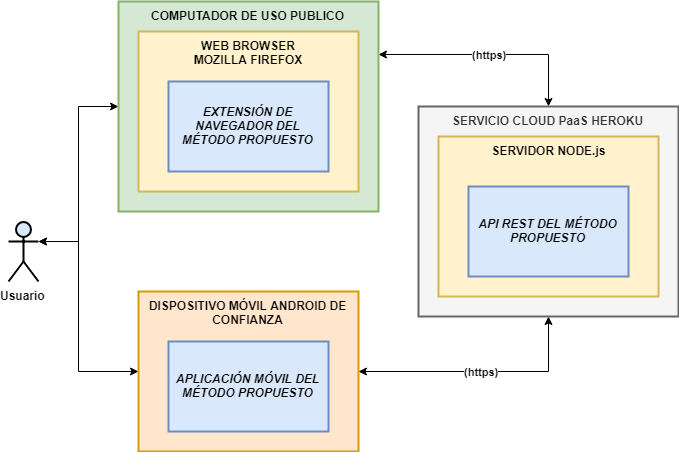 COMPUTADOR DE USO PUBLICO
WEB BROWSER
MOZILLA FIREFOX
EXTENSIÓN DE
NAVEGADOR DEL
MÉTODO PROPUESTO
(https)
SERVICIO CLOUD PaaS HEROKU
SERVIDOR NODE.js
API REST DEL MÉTODO
PROPUESTO
Usuario
DISPOSITIVO MÓVIL ANDROID DE
CONFIANZA
APLICACIÓN MÓVIL DEL
MÉTODO PROPUESTO
(https)